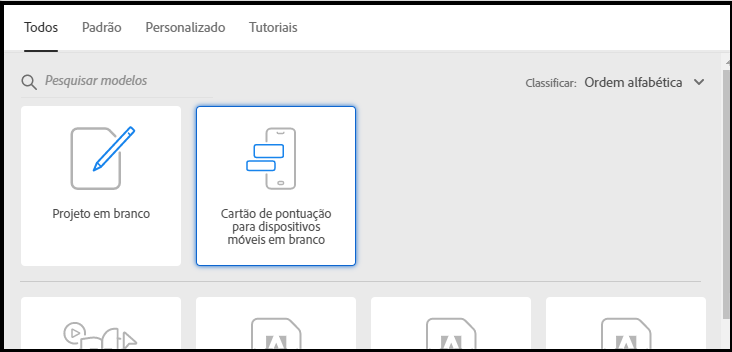 Todos Padrão Personalizado Tutoriais
Pesquisar modelos
Classificar: Ordem alfabética
Projeto em branco
Cartão de pontuação
para dispositivos
móveis em branco